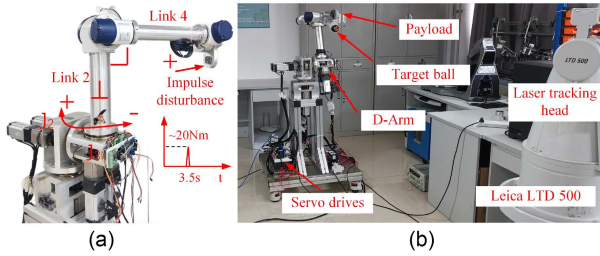 Link 4
Link 2
+
+
-
Impulse
disturbance
~20Nm
3.5s
t
(a)
Payload
Target ball
D-Arm
Servo drives
LTD 500
Laser tracking
head
Leica LTD 500
(b)